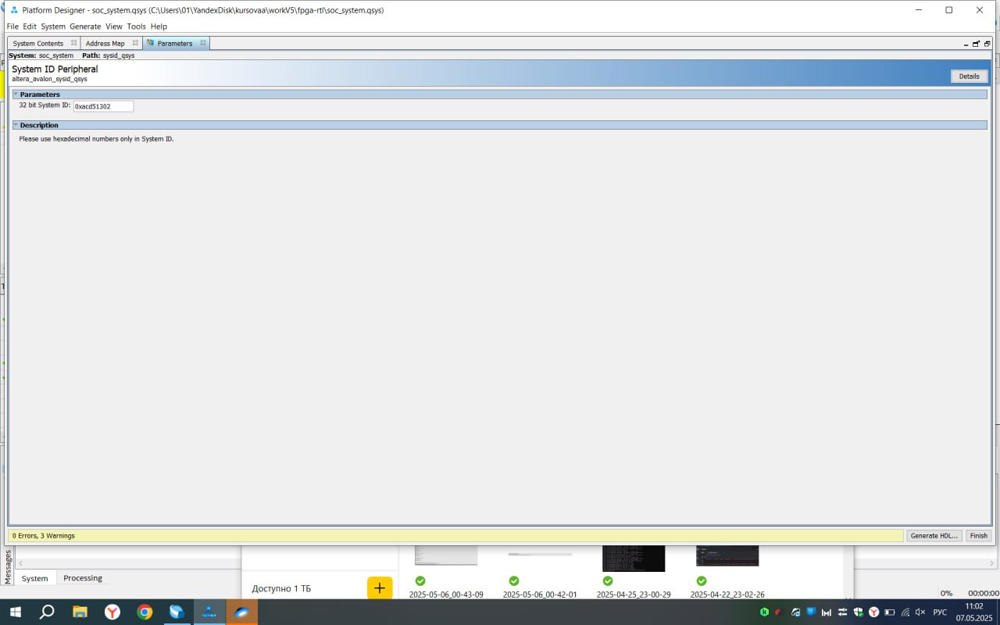 Platform Designer - soc_system.qsys (C:\Users\01\YandexDisk\kursovaa\workV5\fpga-rtl\soc_system.qsys)
File Edit System Generate View Tools Help
System Contents Address Map Parameters
System: soc_system Path: sysid_qsys
System ID Peripheral
altera_avalon_sysid_qsys
Details
Parameters
32 bit System ID: 0xacd51302
Description
Please use hexadecimal numbers only in System ID.
0 Errors, 3 Warnings
Generate HDL... Finish
Messages
System Processing
Доступно 1 ТБ
2025-05-06_00-43-09 2025-05-06_00-42-01 2025-04-25_23-00-29 2025-04-22_23-02-26
0% 00:00:00
РУС
11:02
07.05.2025